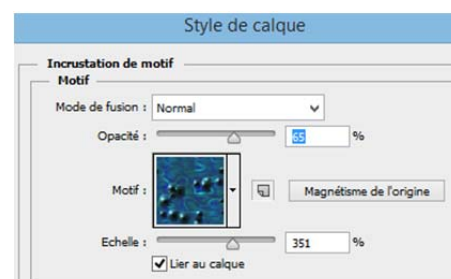 Style de calque
Incrustation de motif
Motif
Mode de fusion : Normal
Opacité : 65 %
Motif : Magnétisme de l'origine
Echelle : 351 %
Lier au calque